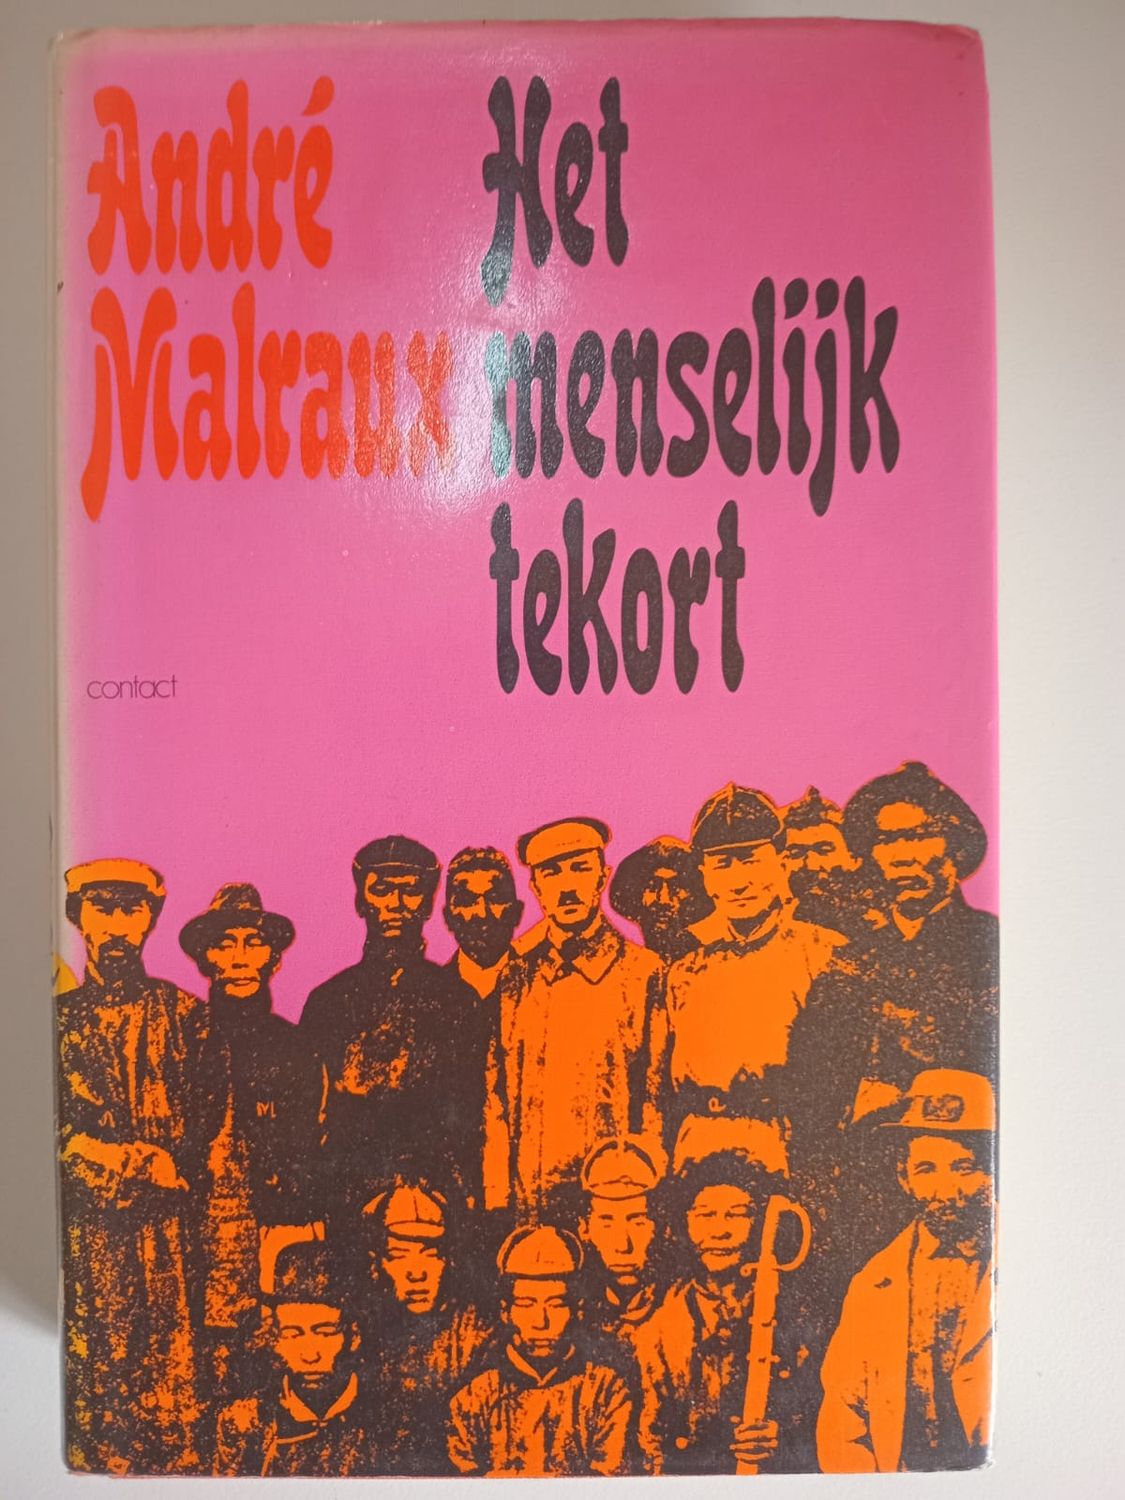 André
Malraux
Het
menselijk
tekort
contact